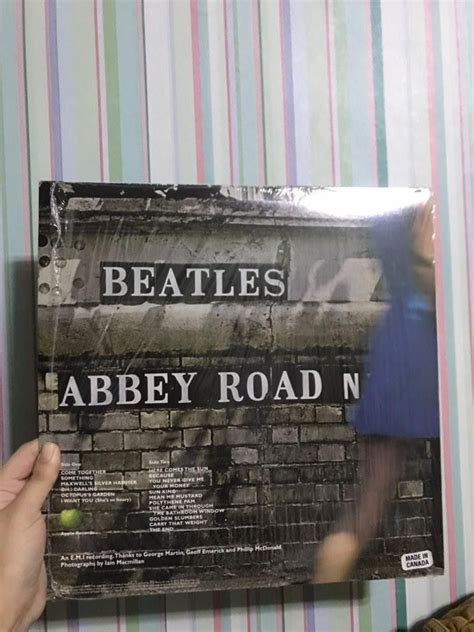 BEATLES
ABBEY ROAD N
Side One
COME TOGETHER
SOMETHING
MAXWELL'S SILVER HAMMER
OH! DARLING
OCTOPUS'S GARDEN
I WANT YOU (She's so heavy)
Apple Records
Side Two
HERE COMES THE SUN
BECAUSE
YOU NEVER GIVE ME
YOUR MONEY
SUN KING
MEAN MR MUSTARD
POLYTHENE PAM
SHE CAME IN THROUGH
THE BATHROOM WINDOW
GOLDEN SLUMBERS
CARRY THAT WEIGHT
THE END
An E.M.I recording. Thanks to George Martin, Geoff Emerick and Phillip McDonald.
Photographs by Iain Macmillan
MADE IN
CANADA